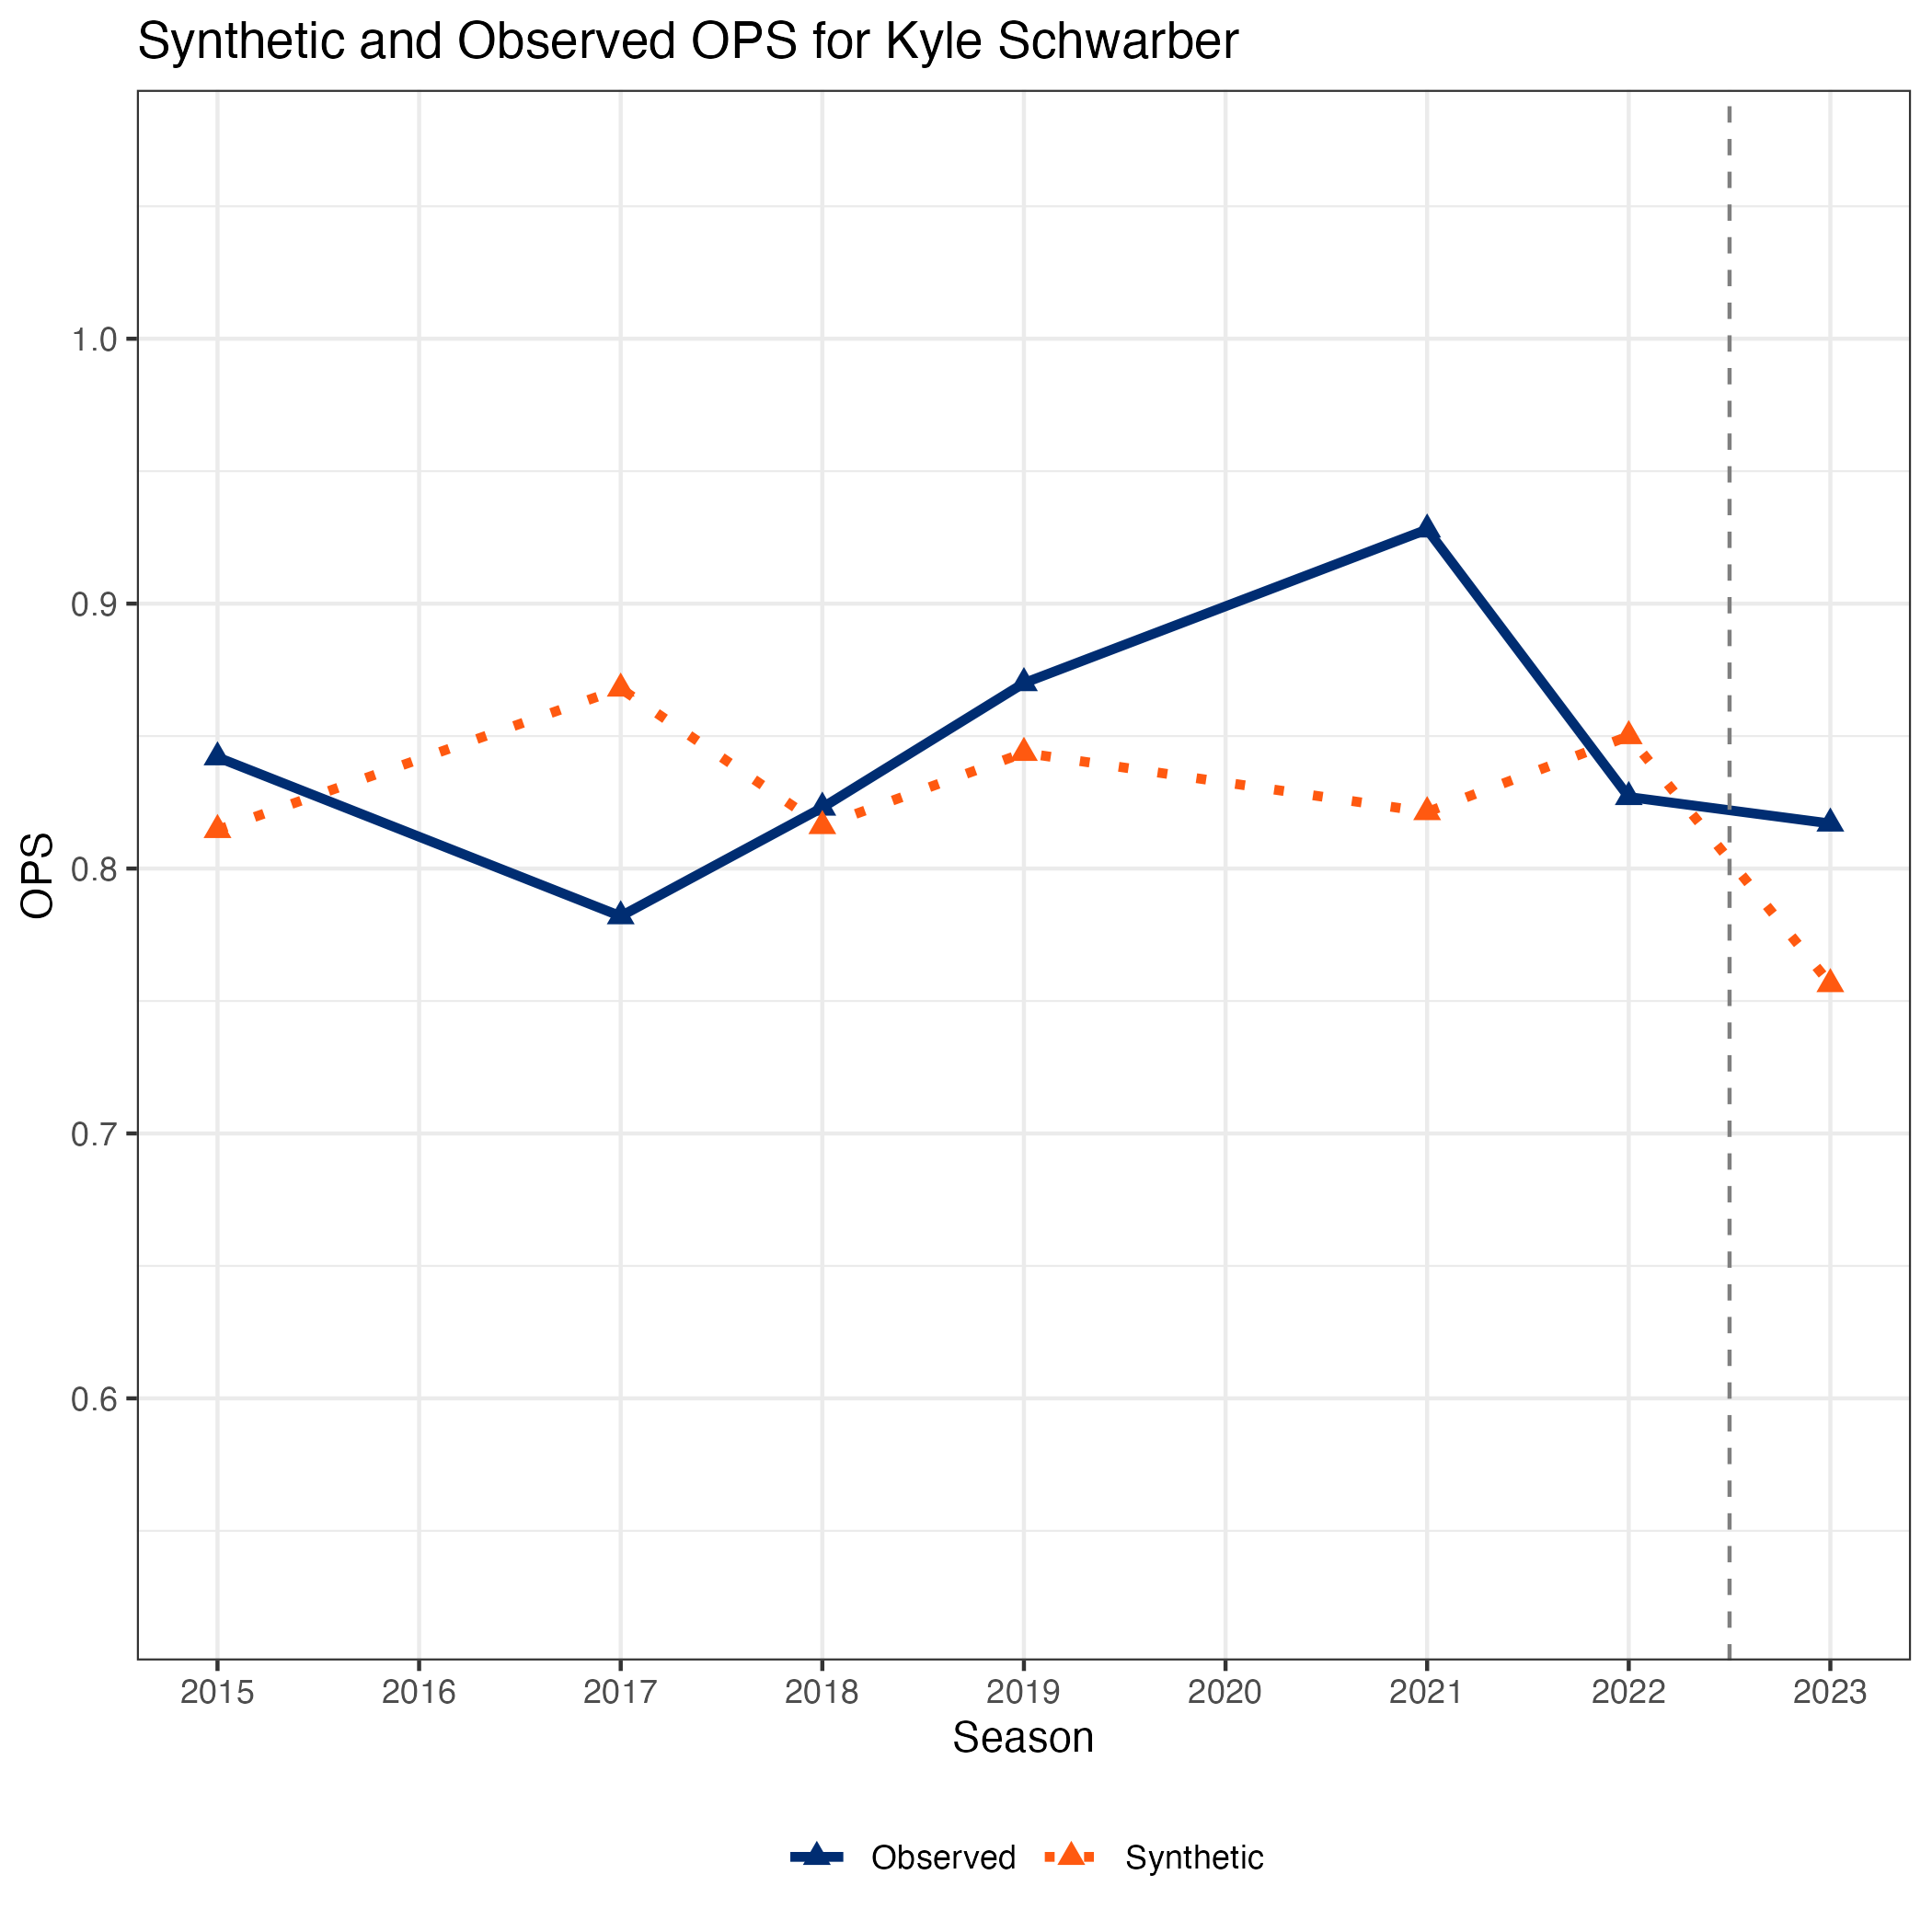 Synthetic and Observed OPS for Kyle Schwarber
OPS
1.0
0.9
0.8
0.7
0.6
2015 2016 2017 2018 2019 2020 2021 2022 2023
Season
Observed Synthetic